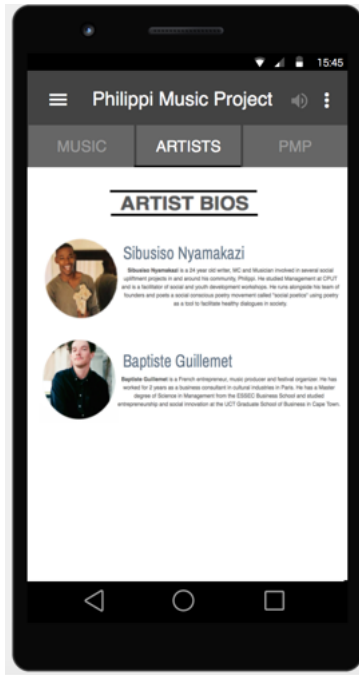 15:45
Philippi Music Project
MUSIC ARTISTS PMP
ARTIST BIOS
Sibusiso Nyamakazi
Sibusiso Nyamakazi is a 24 year old writer, MC and Musician involved in several social
upliftment projects in and around his community, Philippi. He studied Management at CPUT
and is a facilitator of social and youth development workshops. He runs alongside his team of
founders and poets a social conscious poetry movement called "social poetics" using poetry
as a tool to facilitate healthy dialogues in society.
Baptiste Guillemet
Baptiste Guillemet is a French entrepreneur, music producer and festival organizer. He has
worked for 2 years as a business consultant in cultural industries in Paris. He has a Master
degree of Science in Management from the ESSEC Business School and studied
entrepreneurship and social innovation at the UCT Graduate School of Business in Cape Town.